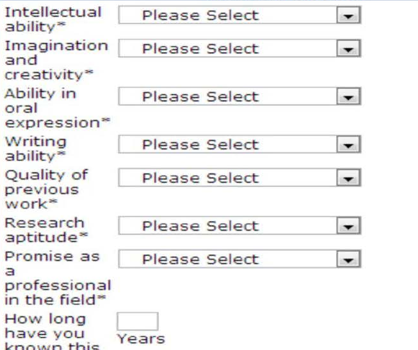 Intellectual
ability*
Please Select
Imagination
and
creativity*
Please Select
Ability in
oral
expression*
Please Select
Writing
ability*
Please Select
Quality of
previous
work*
Please Select
Research
aptitude*
Please Select
Promise as
a
professional
in the field*
Please Select
How long
have you
known this
Years